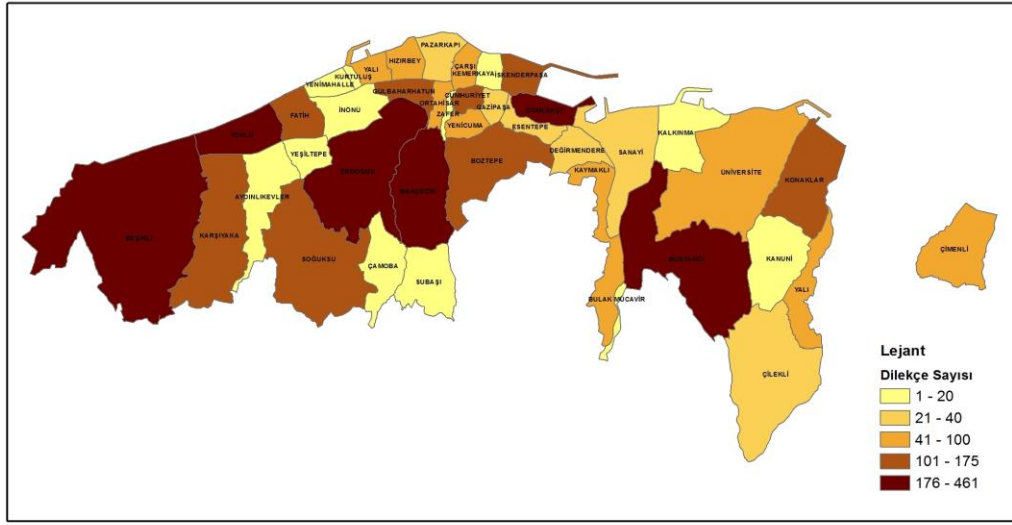 PAZARKAPI
YALI
HIZIRBEY
ÇARŞI
KEMERKAYA
İSKENDERPAŞA
KURTULUŞ
YENİMAHALLE
GÜLBAHARHATUN
CUMHURİYET
ORTAHİSAR
GAZİPAŞA
ZAFER
İNÖNÜ
FATİH
YENİCUMA
ESENTEPE
DEĞİRMENDERE
SANAYİ
KALKINMA
YEŞİLTEPE
BOZTEPE
KAYMAKLI
ÜNİVERSİTE
KONAKLAR
AYDINLIKEVLER
KARŞIYAKA
SOĞUKSU
ÇAMOBA
SUBAŞI
KANUNİ
ÇİMENLİ
BULAK MÜCAVİR
YALI
ÇİLEKLİ
Lejant
Dilekçe Sayısı
1 - 20
21 - 40
41 - 100
101 - 175
176 - 461